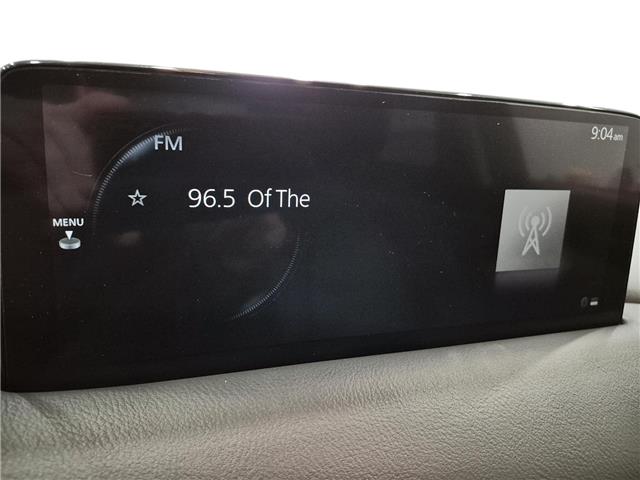 9:04am
FM
96.5 Of The
MENU